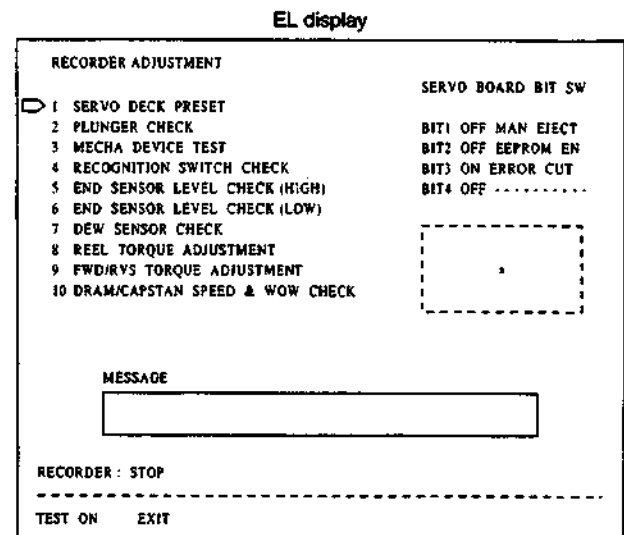 EL display
RECORDER ADJUSTMENT
1 SERVO DECK PRESET
2 PLUNGER CHECK
3 MECHA DEVICE TEST
4 RECOGNITION SWITCH CHECK
5 END SENSOR LEVEL CHECK (HIGH)
6 END SENSOR LEVEL CHECK (LOW)
7 DEW SENSOR CHECK
8 REEL TORQUE ADJUSTMENT
9 FWD/RVS TORQUE ADJUSTMENT
10 DRAM/CAPSTAN SPEED & WOW CHECK
SERVO BOARD BIT SW
BIT1 OFF MAN EJECT
BIT2 OFF EEPROM EN
BIT3 ON ERROR CUT
BIT4 OFF ----------
MESSAGE
RECORDER : STOP
TEST ON EXIT